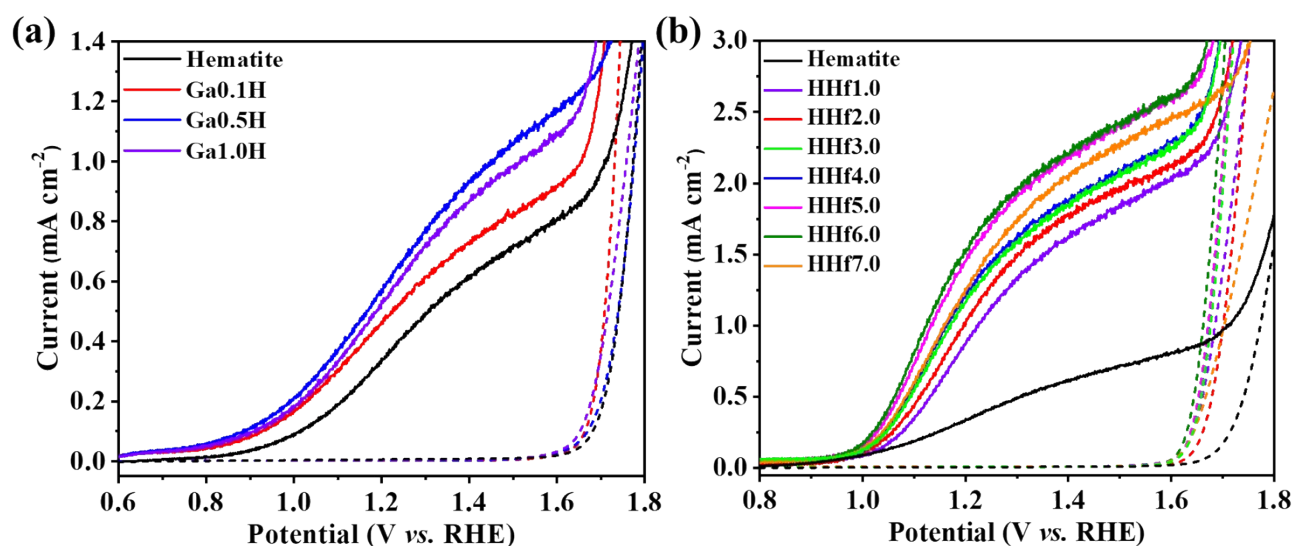 (a)
1.4
1.2
1.0
0.8
0.6
0.4
0.2
0.0
Current (mA cm⁻²)
Hematite
Ga0.1H
Ga0.5H
Ga1.0H
0.6 0.8 1.0 1.2 1.4 1.6 1.8
Potential (V vs. RHE)
(b)
3.0
2.5
2.0
1.5
1.0
0.5
0.0
Current (mA cm⁻²)
Hematite
HHf1.0
HHf2.0
HHf3.0
HHf4.0
HHf5.0
HHf6.0
HHf7.0
0.8 1.0 1.2 1.4 1.6 1.8
Potential (V vs. RHE)